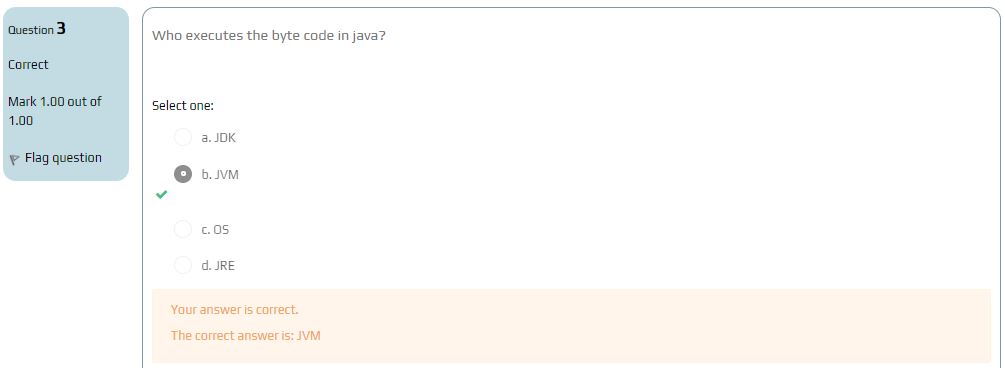 Question 3
Correct
Mark 1.00 out of
1.00
Flag question
Who executes the byte code in java?
Select one:
a. JDK
b. JVM
c. OS
d. JRE
Your answer is correct.
The correct answer is: JVM